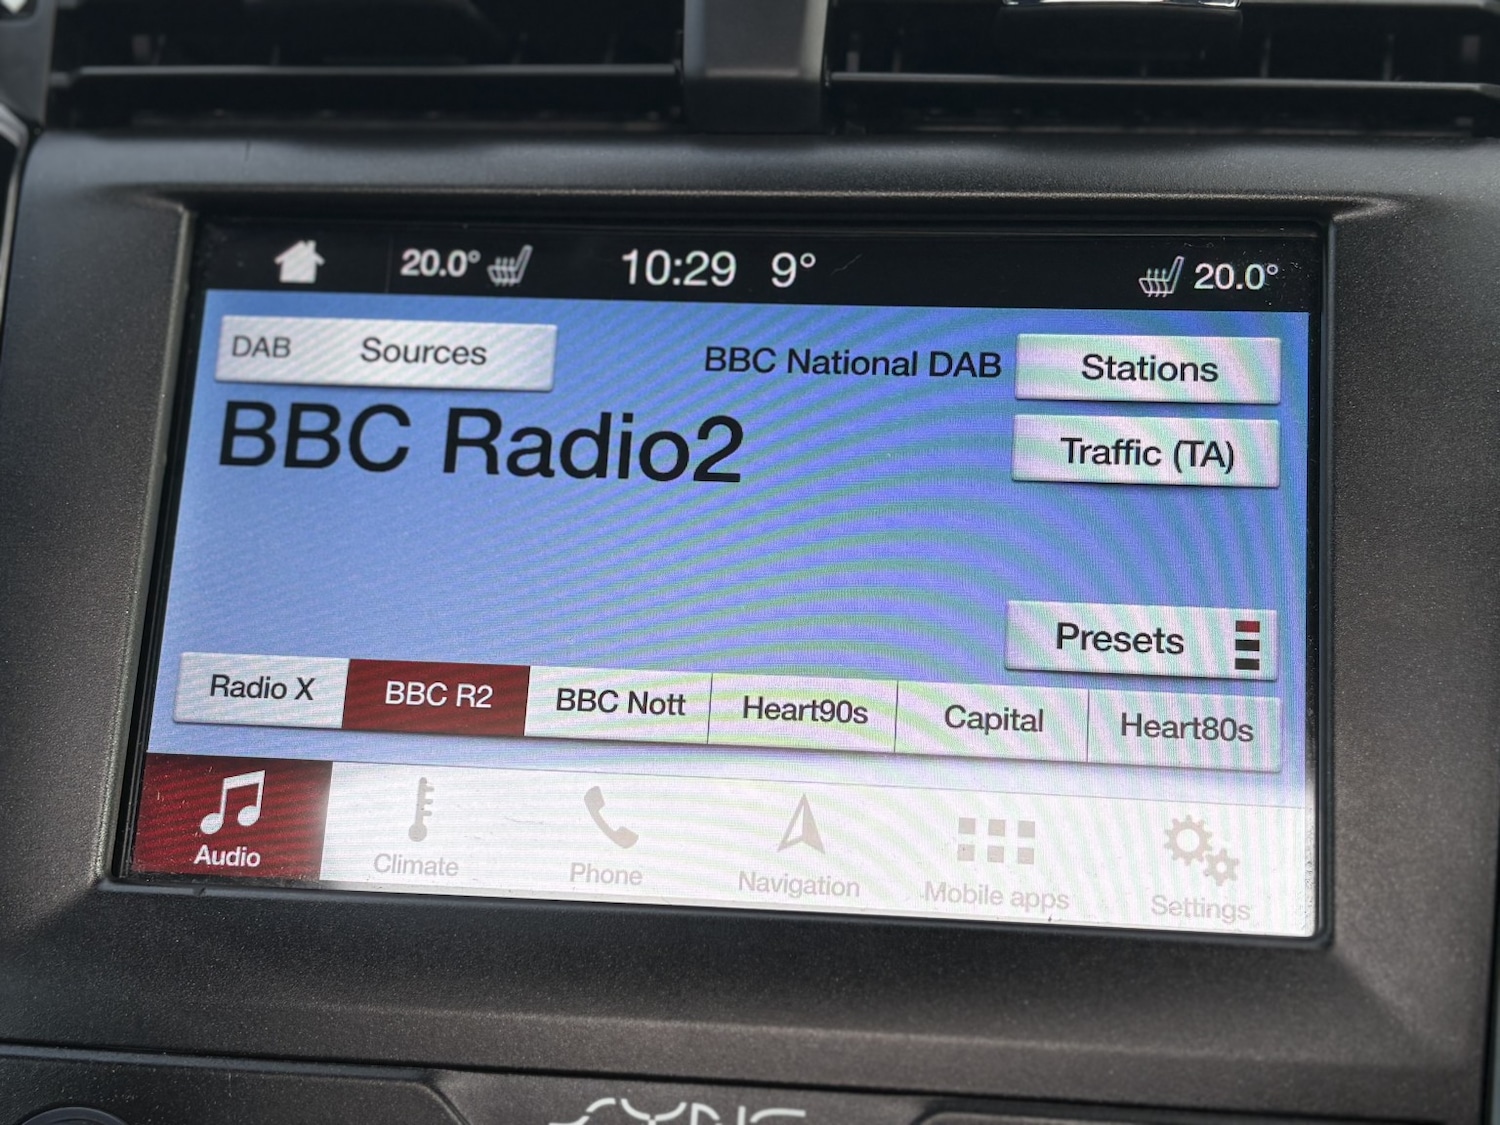 20.0° 10:29 9° 20.0°
DAB Sources BBC National DAB Stations
BBC Radio2
Traffic (TA)
Presets
Radio X BBC R2 BBC Nott Heart90s Capital Heart80s
Audio Climate Phone Navigation Mobile apps Settings
SYNC